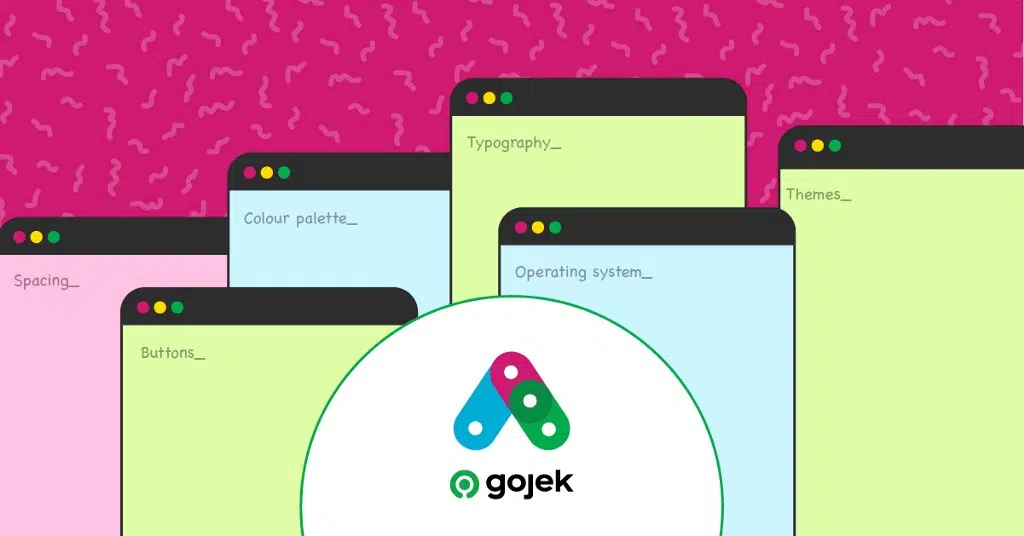 Typography_
Themes_
Colour palette_
Operating system_
Spacing_
Buttons_
gojek